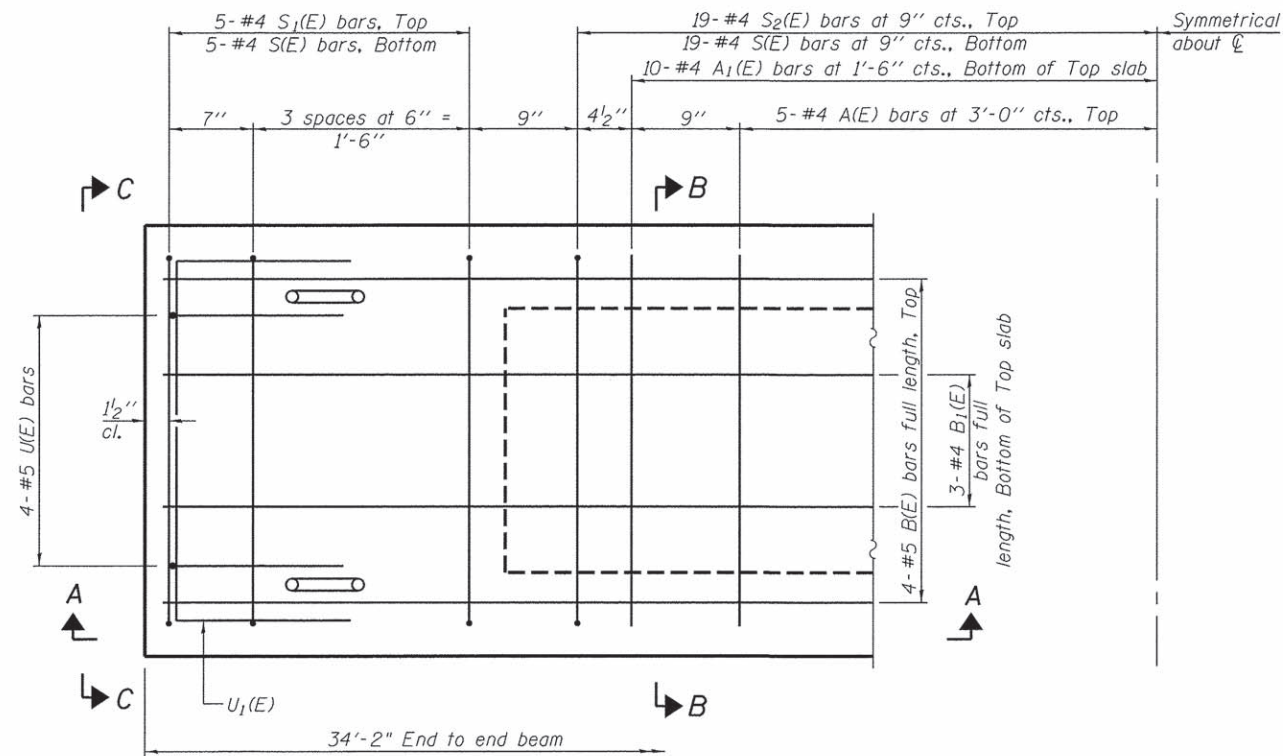 5- #4 S₁(E) bars, Top
5- #4 S(E) bars, Bottom
19- #4 S₂(E) bars at 9" cts., Top
19- #4 S(E) bars at 9" cts., Bottom
Symmetrical
about ℄
10- #4 A₁(E) bars at 1'-6" cts., Bottom of Top slab
7"
3 spaces at 6" =
1'-6"
9"
4½"
9"
5- #4 A(E) bars at 3'-0" cts., Top
C
B
4- #5 U(E) bars
1½"
cl.
4- #5 B(E) bars full length, Top
3- #4 B₁(E)
bars full
length, Bottom of Top slab
A
A
C
U₁(E)
B
34'-2" End to end beam